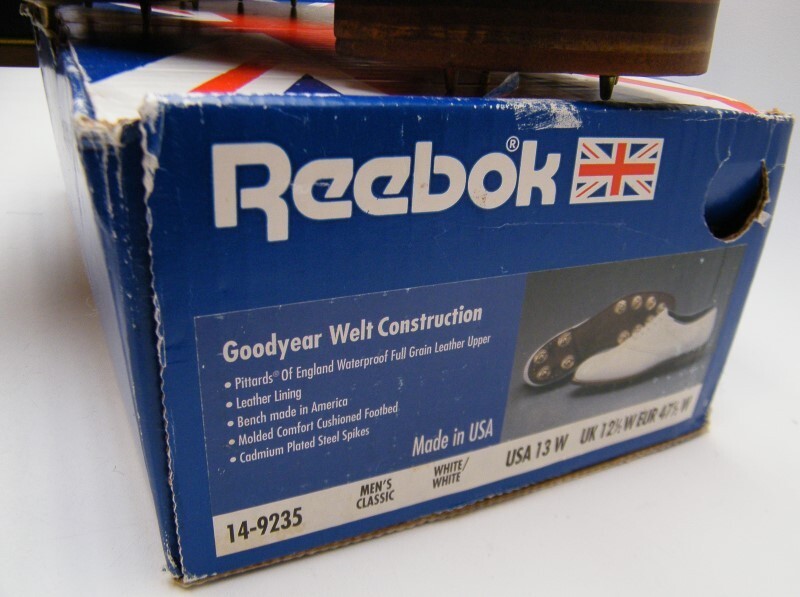 Reebok®
Goodyear Welt Construction
• Pittards® Of England Waterproof Full Grain Leather Upper
• Leather Lining
• Bench made in America
• Molded Comfort Cushioned Footbed
• Cadmium Plated Steel Spikes
Made in USA
14-9235 MEN'S CLASSIC WHITE/WHITE USA 13 W UK 12½ W EUR 47½ W